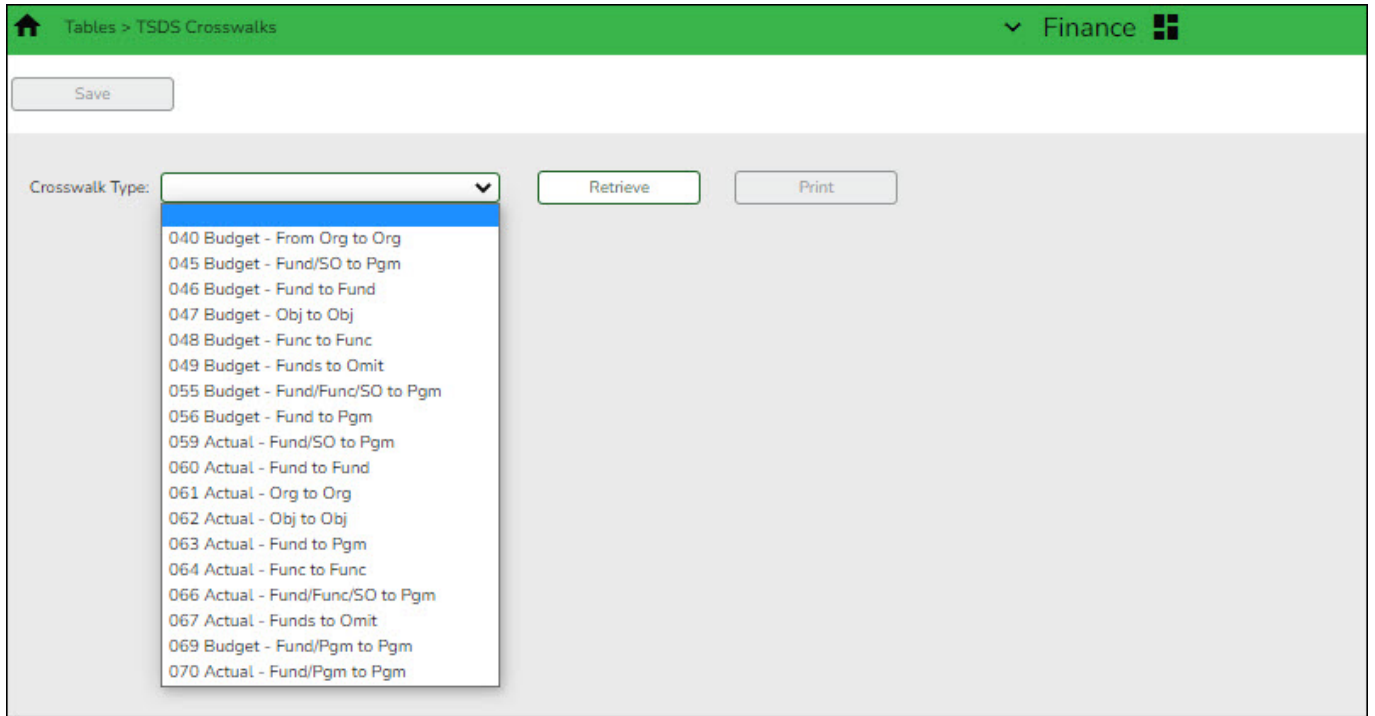 Tables > TSDS Crosswalks
Finance
Save
Crosswalk Type:
Retrieve
Print
040 Budget - From Org to Org
045 Budget - Fund/SO to Pgm
046 Budget - Fund to Fund
047 Budget - Obj to Obj
048 Budget - Func to Func
049 Budget - Funds to Omit
055 Budget - Fund/Func/SO to Pgm
056 Budget - Fund to Pgm
059 Actual - Fund/SO to Pgm
060 Actual - Fund to Fund
061 Actual - Org to Org
062 Actual - Obj to Obj
063 Actual - Fund to Pgm
064 Actual - Func to Func
066 Actual - Fund/Func/SO to Pgm
067 Actual - Funds to Omit
069 Budget - Fund/Pgm to Pgm
070 Actual - Fund/Pgm to Pgm